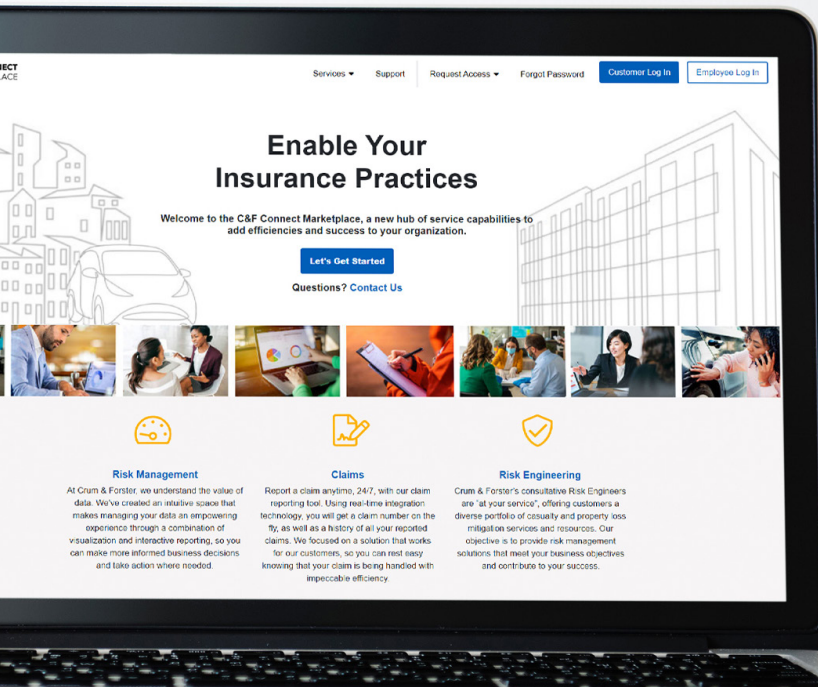 ECT
ACE
Services
Support
Request Access
Forgot Password
Customer Log In
Employee Log In
Enable Your
Insurance Practices
Welcome to the C&F Connect Marketplace, a new hub of service capabilities to
add efficiencies and success to your organization.
Let's Get Started
Questions? Contact Us
Risk Management
At Crum & Forster, we understand the value of
data. We've created an intuitive space that
makes managing your data an empowering
experience through a combination of
visualization and interactive reporting, so you
can make more informed business decisions
and take action where needed.
Claims
Report a claim anytime, 24/7, with our claim
reporting tool. Using real-time integration
technology, you will get a claim number on the
fly, as well as a history of all your reported
claims. We focused on a solution that works
for our customers, so you can rest easy
knowing that your claim is being handled with
impeccable efficiency.
Risk Engineering
Crum & Forster's consultative Risk Engineers
are "at your service", offering customers a
diverse portfolio of casualty and property loss
mitigation services and resources. Our
objective is to provide risk management
solutions that meet your business objectives
and contribute to your success.